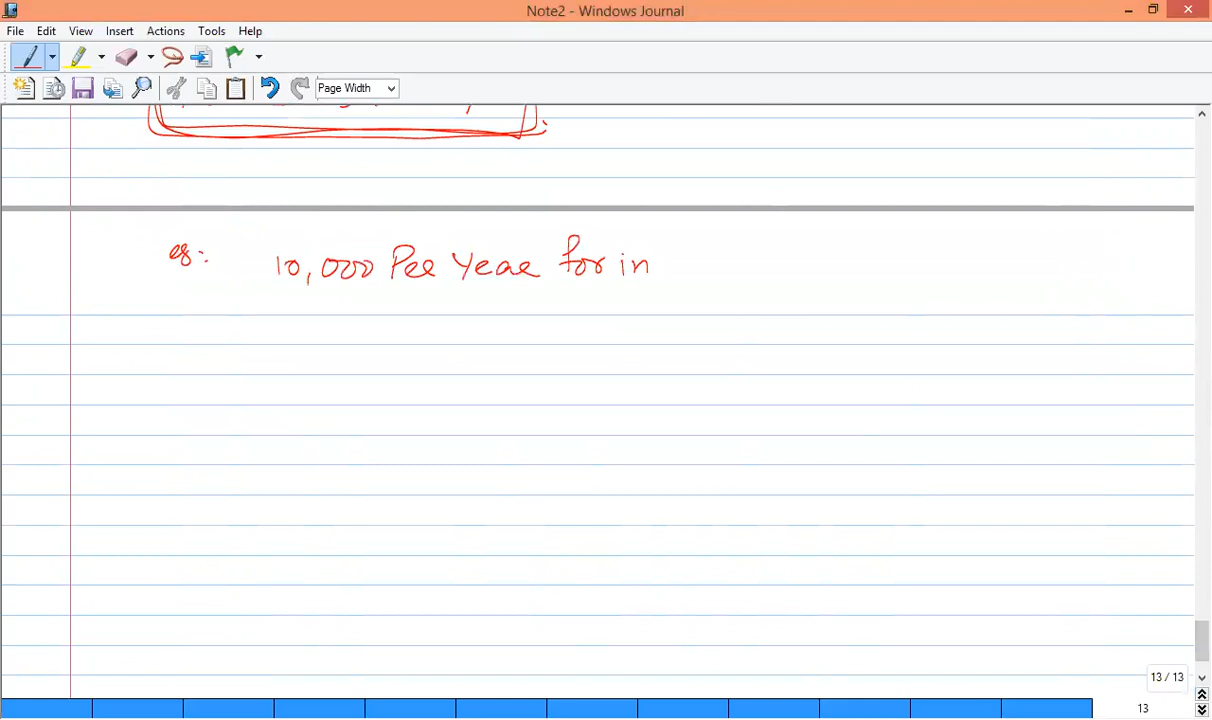 Note2 - Windows Journal
File Edit View Insert Actions Tools Help
Page Width
eg: 10,000 Per Year for in
13 / 13
13